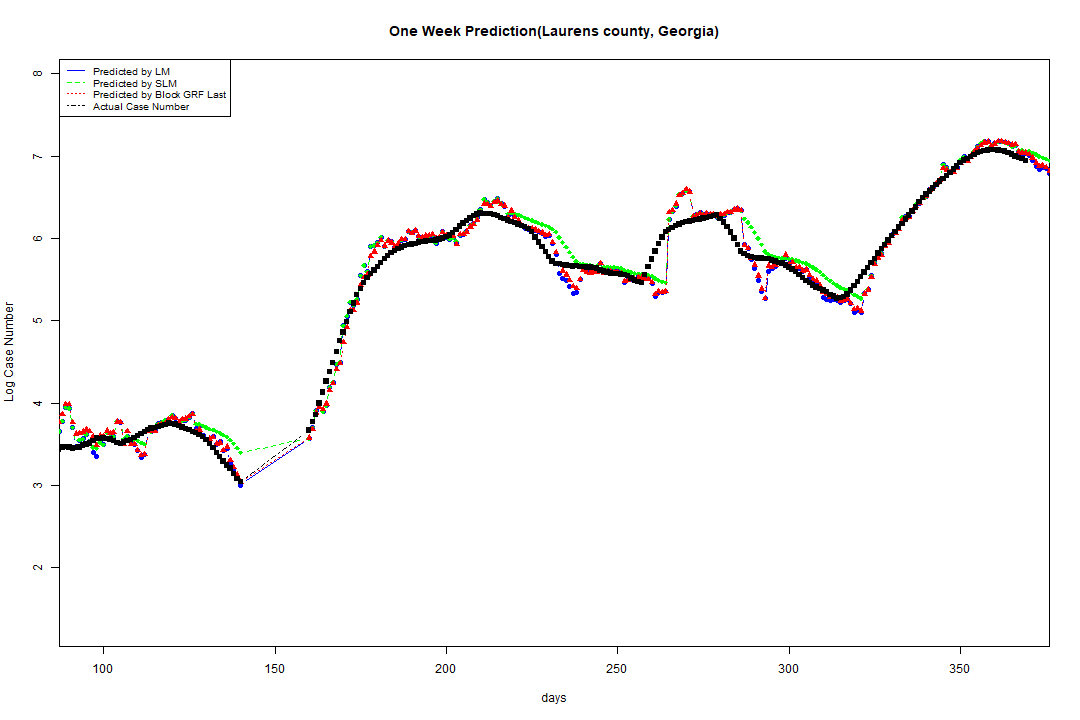 One Week Prediction(Laurens county, Georgia)
Predicted by LM
Predicted by SLM
Predicted by Block GRF Last
Actual Case Number
8
7
6
5
4
3
2
Log Case Number
100 150 200 250 300 350
days